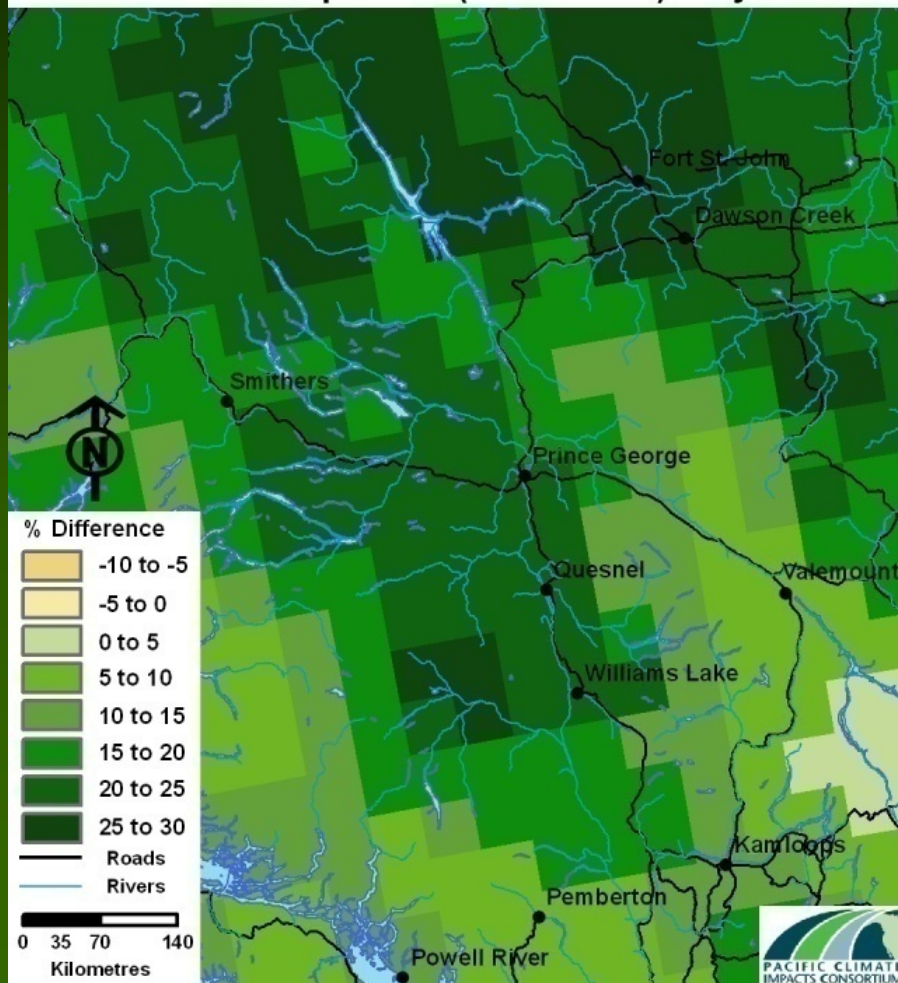 Fort St. John
Dawson Creek
Smithers
N
Prince George
% Difference
-10 to -5
-5 to 0
0 to 5
5 to 10
10 to 15
15 to 20
20 to 25
25 to 30
Roads
Rivers
0 35 70 140
Kilometres
Quesnel
Valemount
Williams Lake
Kamloops
Pemberton
Powell River
PACIFIC CLIMATE
IMPACTS CONSORTIUM